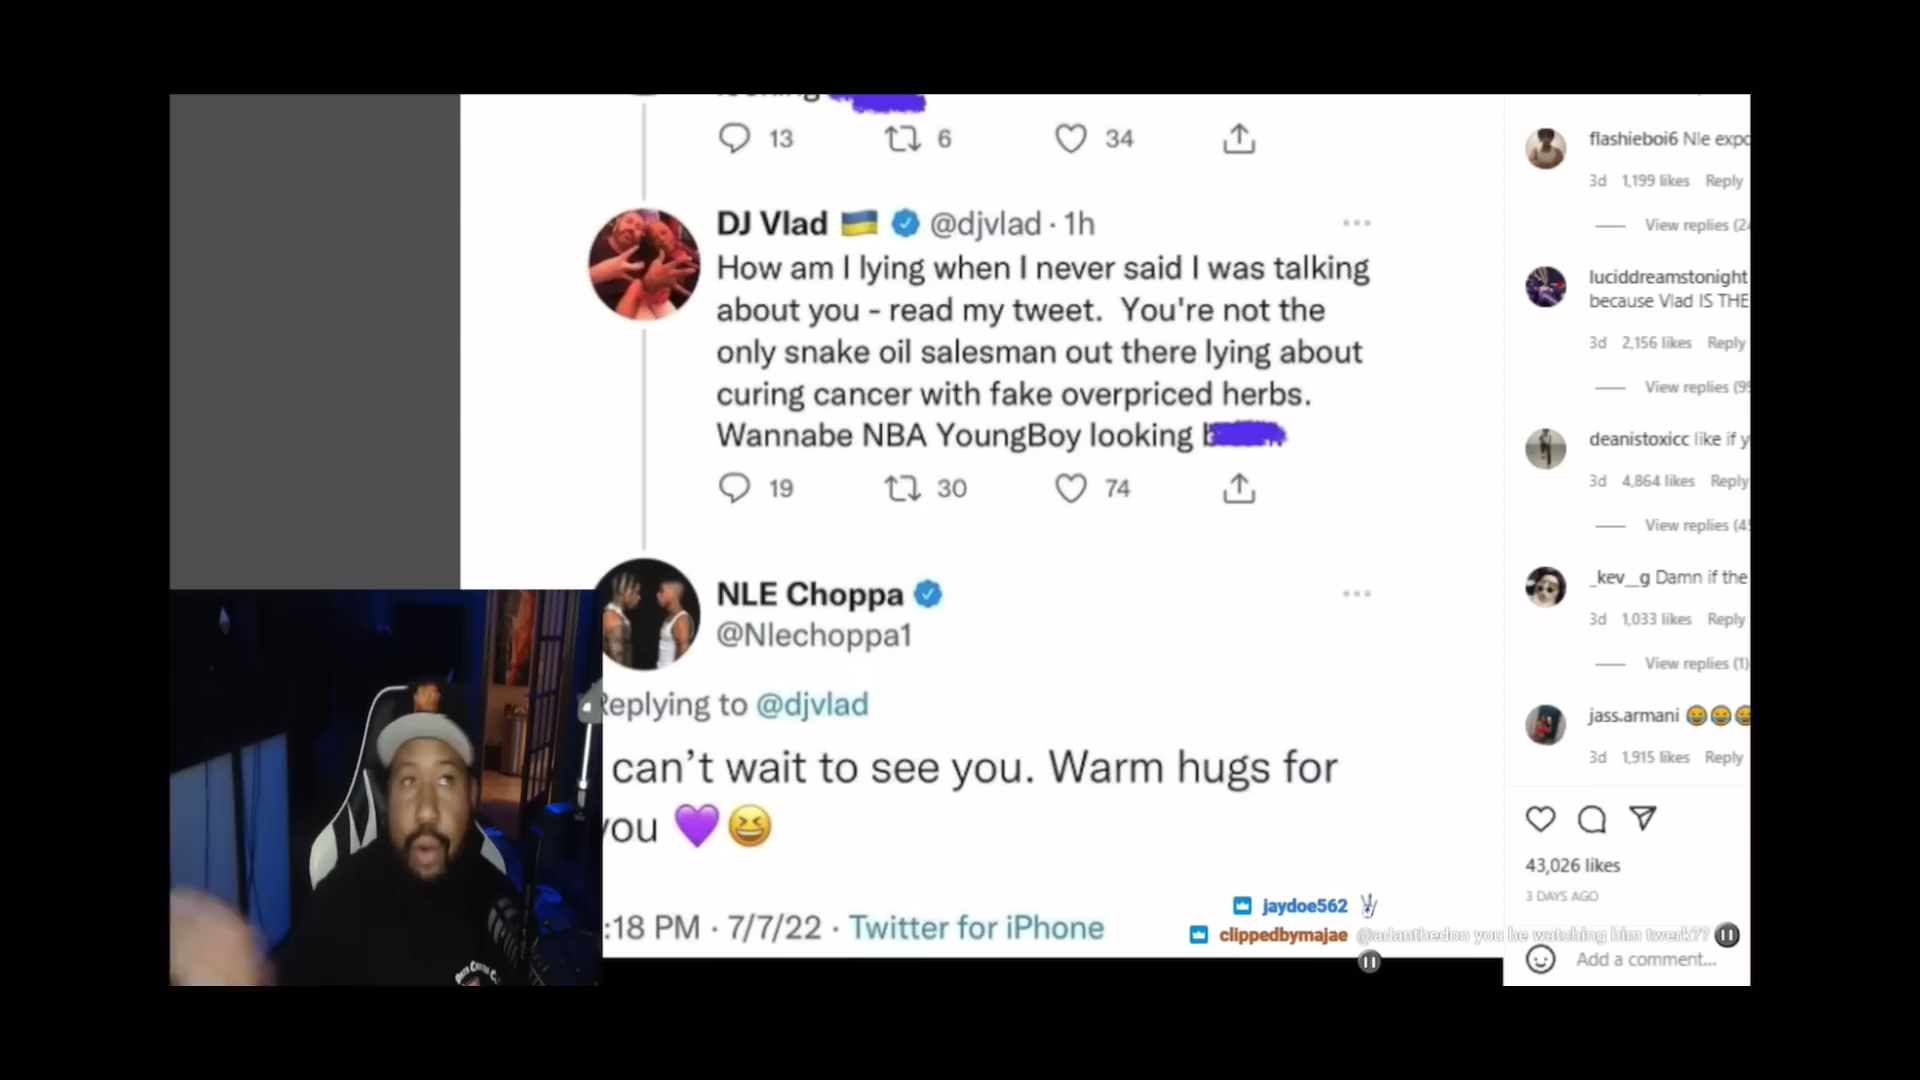 13 6 34
DJ Vlad 🇺🇦 @djvlad · 1h
How am I lying when I never said I was talking
about you - read my tweet. You're not the
only snake oil salesman out there lying about
curing cancer with fake overpriced herbs.
Wannabe NBA YoungBoy looking
19 30 74
NLE Choppa
@Nlechoppa1
Replying to @djvlad
can't wait to see you. Warm hugs for
you 💜😆
:18 PM · 7/7/22 · Twitter for iPhone
jaydoe562
clippedbymajae @adanthedon you be watching him twerk??
flashieboi6 Nle expo
3d 1,199 likes Reply
View replies (2
luciddreamstonight
because Vlad IS THE
3d 2,156 likes Reply
View replies (9
deanistoxicc like if y
3d 4,864 likes Reply
View replies (4
_kev__g Damn if the
3d 1,033 likes Reply
View replies (1)
jass.armani 😂😂😂
3d 1,915 likes Reply
43,026 likes
3 DAYS AGO
Add a comment...